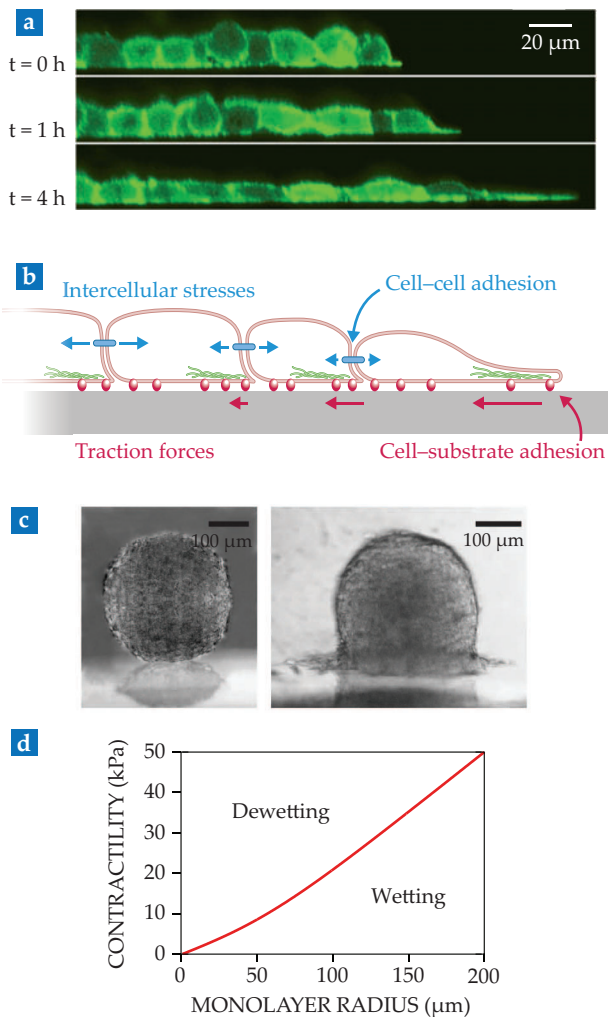 a
20 μm
t = 0 h
t = 1 h
t = 4 h
b
Intercellular stresses
Cell–cell adhesion
Traction forces
Cell–substrate adhesion
c
100 μm
100 μm
d
CONTRACTILITY (kPa)
50
40
30
20
10
0
Dewetting
Wetting
0
50
100
150
200
MONOLAYER RADIUS (μm)